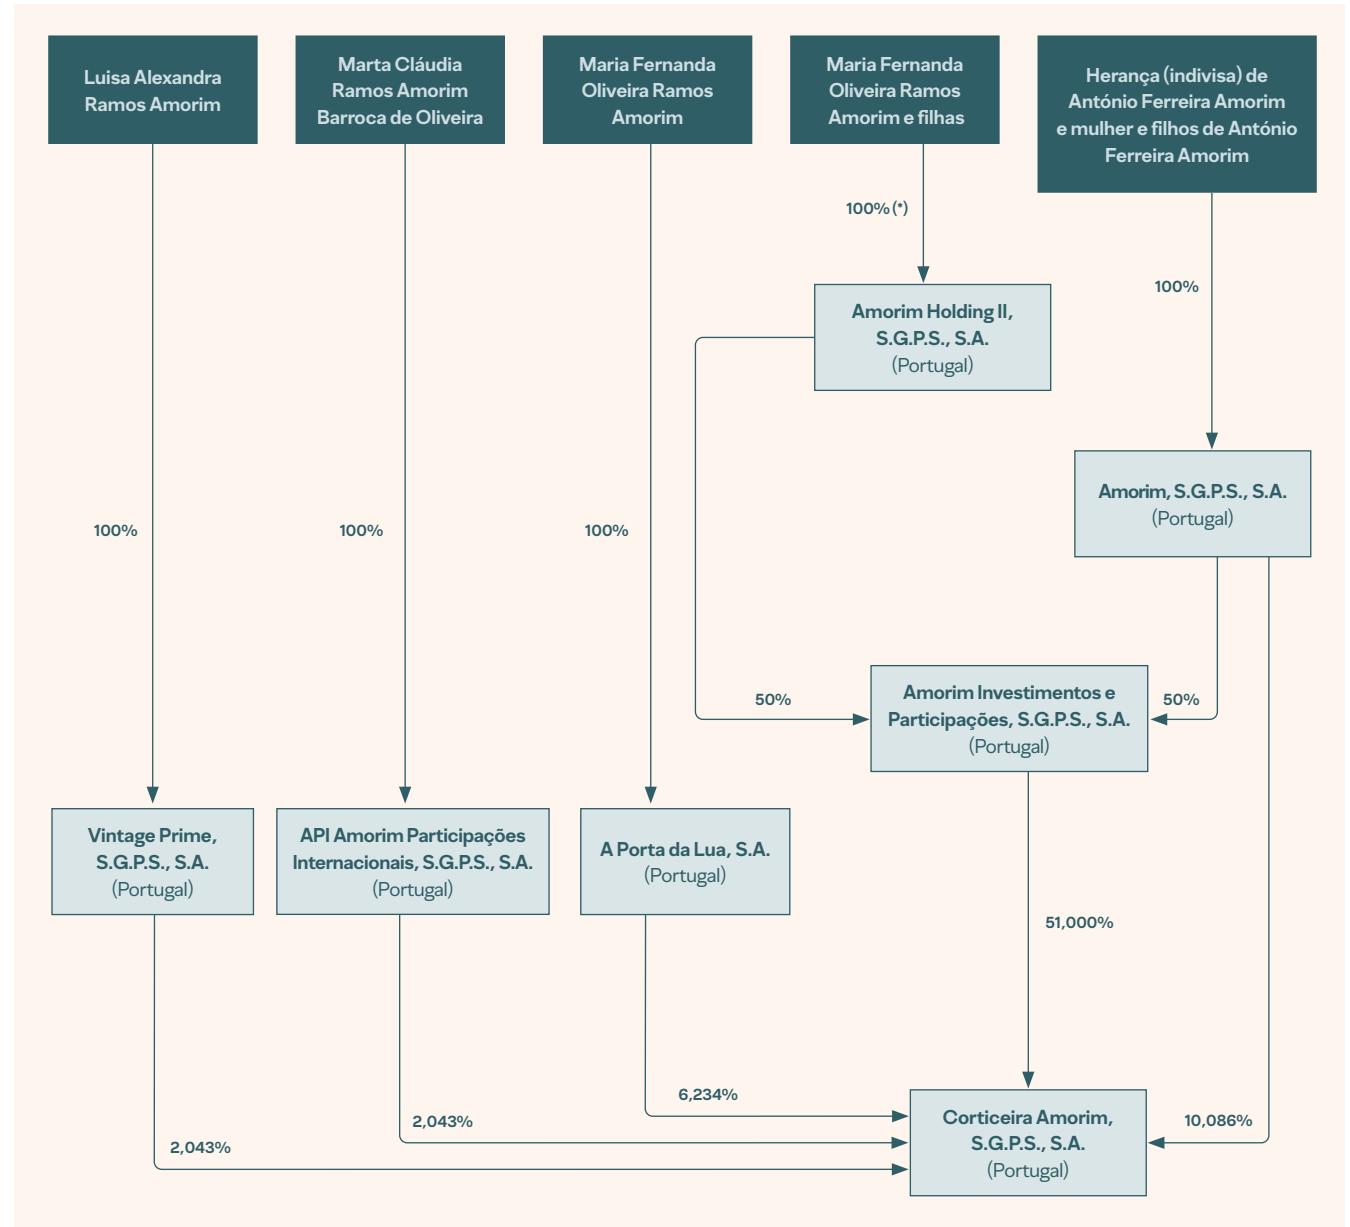 Luisa Alexandra
Ramos Amorim
Marta Cláudia
Ramos Amorim
Barroca de Oliveira
Maria Fernanda
Oliveira Ramos
Amorim
Maria Fernanda
Oliveira Ramos
Amorim e filhas
Herança (indivisa) de
António Ferreira Amorim
e mulher e filhos de António
Ferreira Amorim
100% (*)
100%
Amorim Holding II,
S.G.P.S., S.A.
(Portugal)
Amorim, S.G.P.S., S.A.
(Portugal)
100%
100%
100%
50%
Amorim Investimentos e
Participações, S.G.P.S., S.A.
(Portugal)
50%
Vintage Prime,
S.G.P.S., S.A.
(Portugal)
API Amorim Participações
Internacionais, S.G.P.S., S.A.
(Portugal)
A Porta da Lua, S.A.
(Portugal)
51,000%
6,234%
2,043%
2,043%
Corticeira Amorim,
S.G.P.S., S.A.
(Portugal)
10,086%